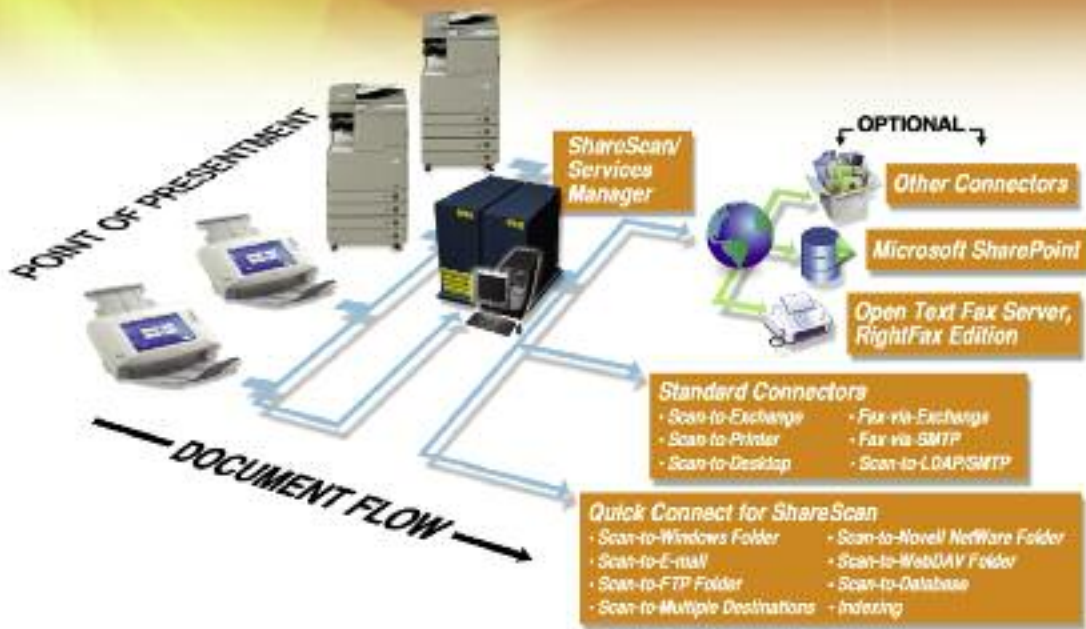 POINT OF PRESENTMENT
ShareScan/
Services
Manager
OPTIONAL
Other Connectors
Microsoft SharePoint
Open Text Fax Server,
RightFax Edition
Standard Connectors
• Scan-to-Exchange
• Scan-to-Printer
• Scan-to-Desktop
• Fax-via-Exchange
• Fax-via-SMTP
• Scan-to-LDAP/SMTP
DOCUMENT FLOW
Quick Connect for ShareScan
• Scan-to-Windows Folder
• Scan-to-E-mail
• Scan-to-FTP Folder
• Scan-to-Multiple Destinations
• Scan-to-Novell NetWare Folder
• Scan-to-WebDAV Folder
• Scan-to-Database
• Indexing